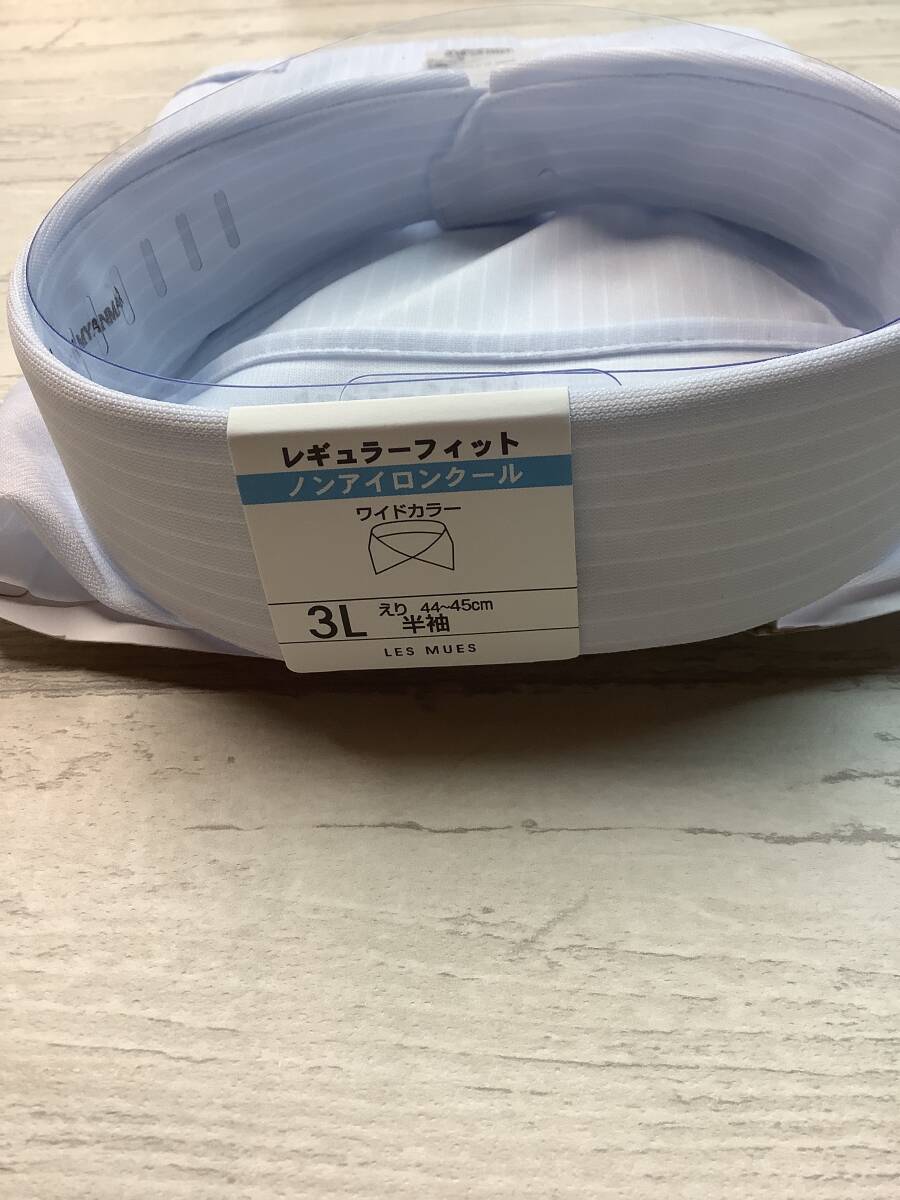 レギュラーフィット
ノンアイロンクール
ワイドカラー
3L えり 44~45cm
半袖
LES MUES